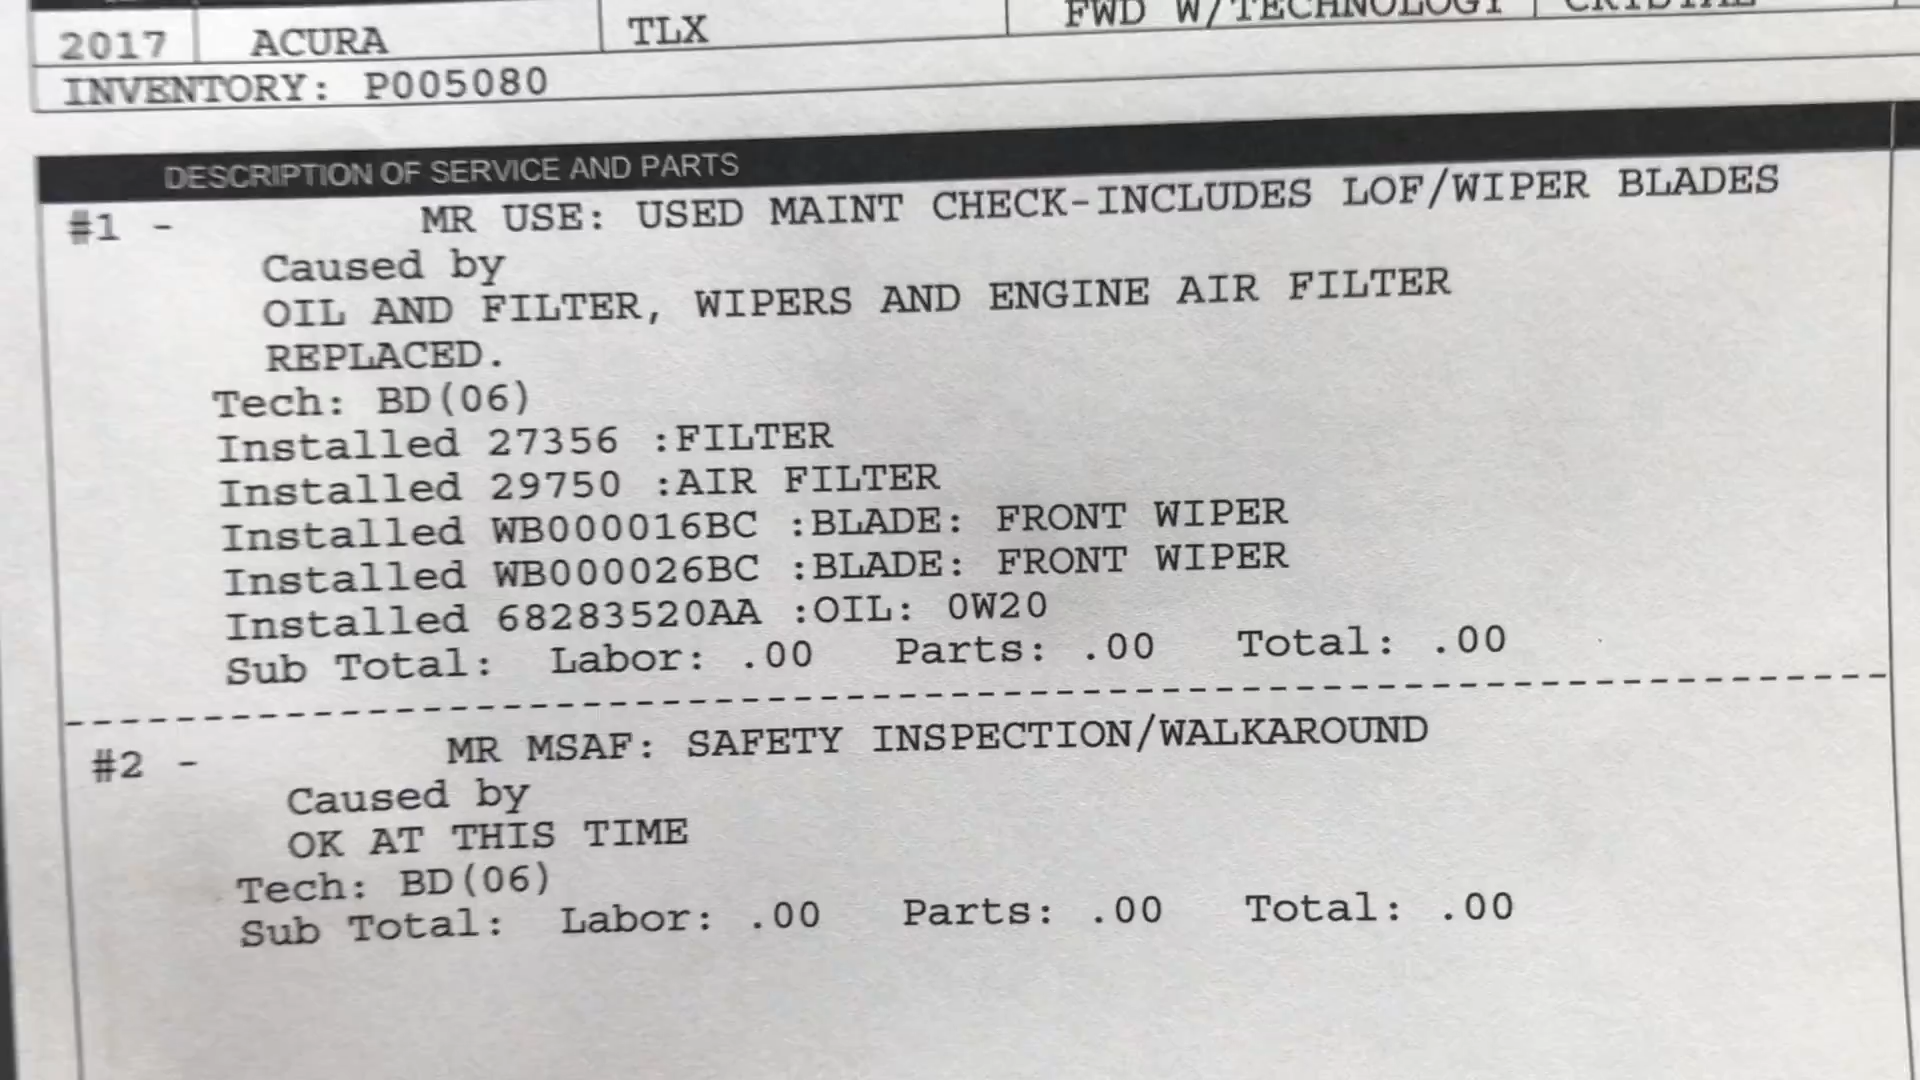 2017 ACURA TLX FWD W/TECHNOLOGY CRYSTAL
INVENTORY: P005080
DESCRIPTION OF SERVICE AND PARTS
#1 - MR USE: USED MAINT CHECK-INCLUDES LOF/WIPER BLADES
Caused by
OIL AND FILTER, WIPERS AND ENGINE AIR FILTER
REPLACED.
Tech: BD(06)
Installed 27356 :FILTER
Installed 29750 :AIR FILTER
Installed WB000016BC :BLADE: FRONT WIPER
Installed WB000026BC :BLADE: FRONT WIPER
Installed 68283520AA :OIL: 0W20
Sub Total: Labor: .00 Parts: .00 Total: .00
#2 - MR MSAF: SAFETY INSPECTION/WALKAROUND
Caused by
OK AT THIS TIME
Tech: BD(06)
Sub Total: Labor: .00 Parts: .00 Total: .00